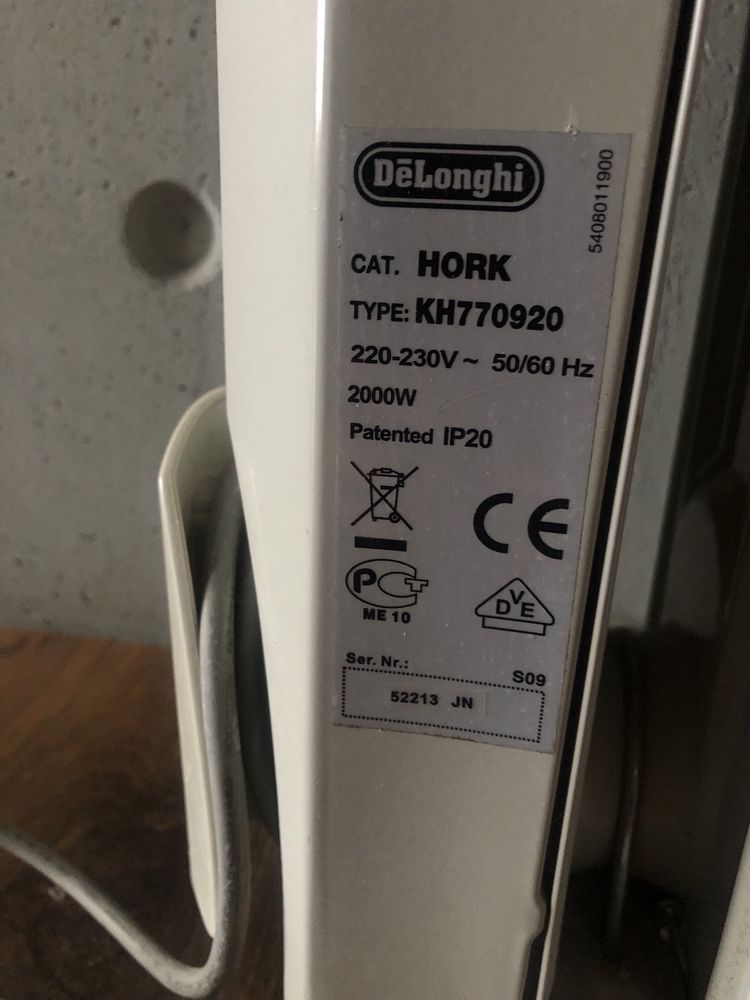 DēLonghi
5408011900
CAT. HORK
TYPE: KH770920
220-230V ~ 50/60 Hz
2000W
Patented IP20
CE
PCT
ME 10
DVE
Ser. Nr.:
S09
52213 JN